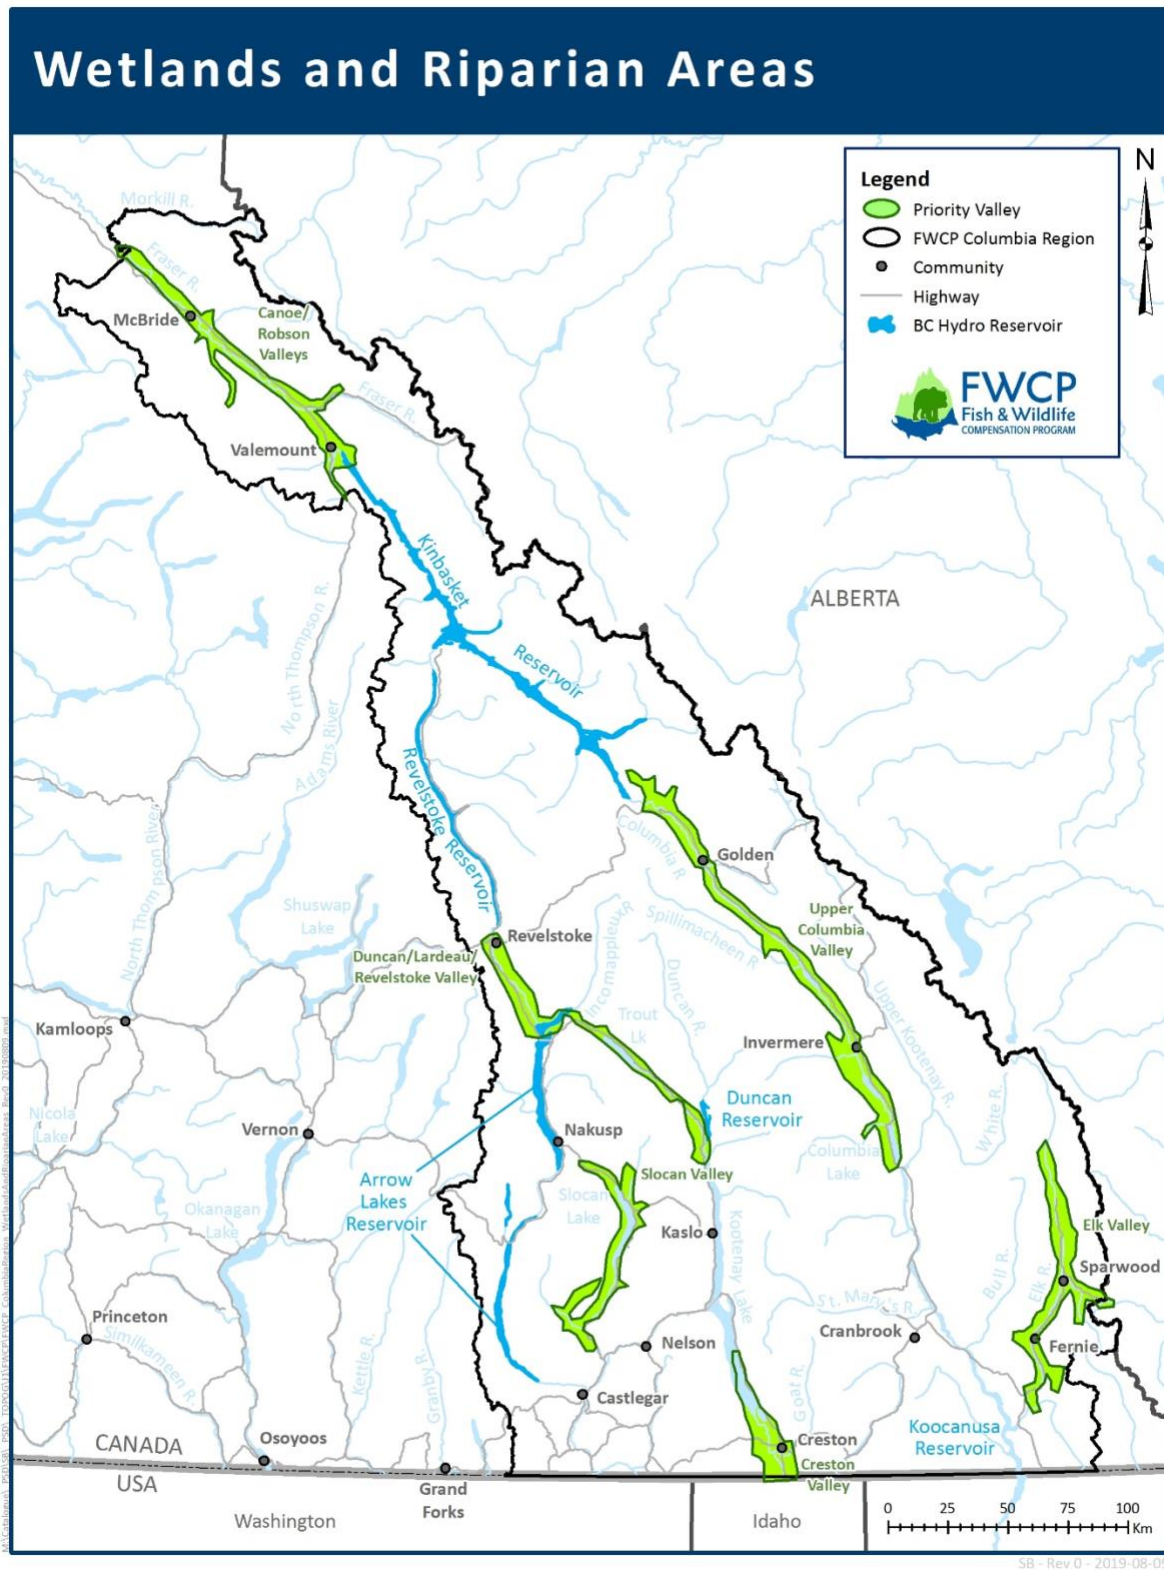 Wetlands and Riparian Areas
N
Legend
Priority Valley
FWCP Columbia Region
Community
Highway
BC Hydro Reservoir
FWCP
Fish & Wildlife
COMPENSATION PROGRAM
Morkill R.
Fraser R.
McBride
Canoe/
Robson
Valleys
Fraser R.
Valemount
Kinbasket
Reservoir
ALBERTA
North Thompson R.
Adams River
Revelstoke Reservoir
North Thompson River
Columbia R
Golden
Shuswap
Lake
Upper
Columbia
Valley
Spillimacheen R
Incomappleux R
Revelstoke
Duncan/Lardeau/
Revelstoke Valley
Duncan R.
Trout
Lk
Upper Kootenay R.
Kamloops
Invermere
White R.
Nicola
Lake
Vernon
Nakusp
Duncan
Reservoir
Columbia
Lake
Arrow
Lakes
Reservoir
Slocan Valley
Slocan
Lake
Okanagan
Lake
Kaslo
Kootenay Lake
Elk Valley
Bull R.
Elk R.
Sparwood
St. Mary's R.
Princeton
Similkameen R.
Cranbrook
Fernie
Nelson
Kettle R.
Granby R.
Goat R.
Castlegar
Koocanusa
Reservoir
CANADA
USA
Osoyoos
Creston
Creston
Valley
Grand
Forks
Washington
Idaho
0 25 50 75 100
Km
SB - Rev 0 - 2019-08-09